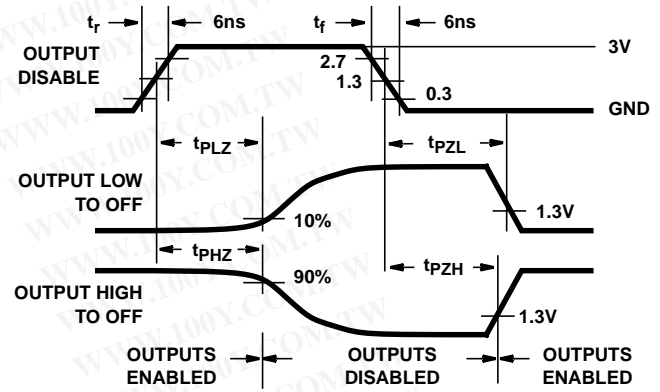 tr 6ns tf 6ns
OUTPUT
DISABLE
2.7
1.3
0.3
3V
GND
tPLZ tPZL
OUTPUT LOW
TO OFF
10%
1.3V
tPHZ
90%
tPZH
OUTPUT HIGH
TO OFF
1.3V
OUTPUTS
ENABLED
OUTPUTS
DISABLED
OUTPUTS
ENABLED
WWW.100Y.COM.TW